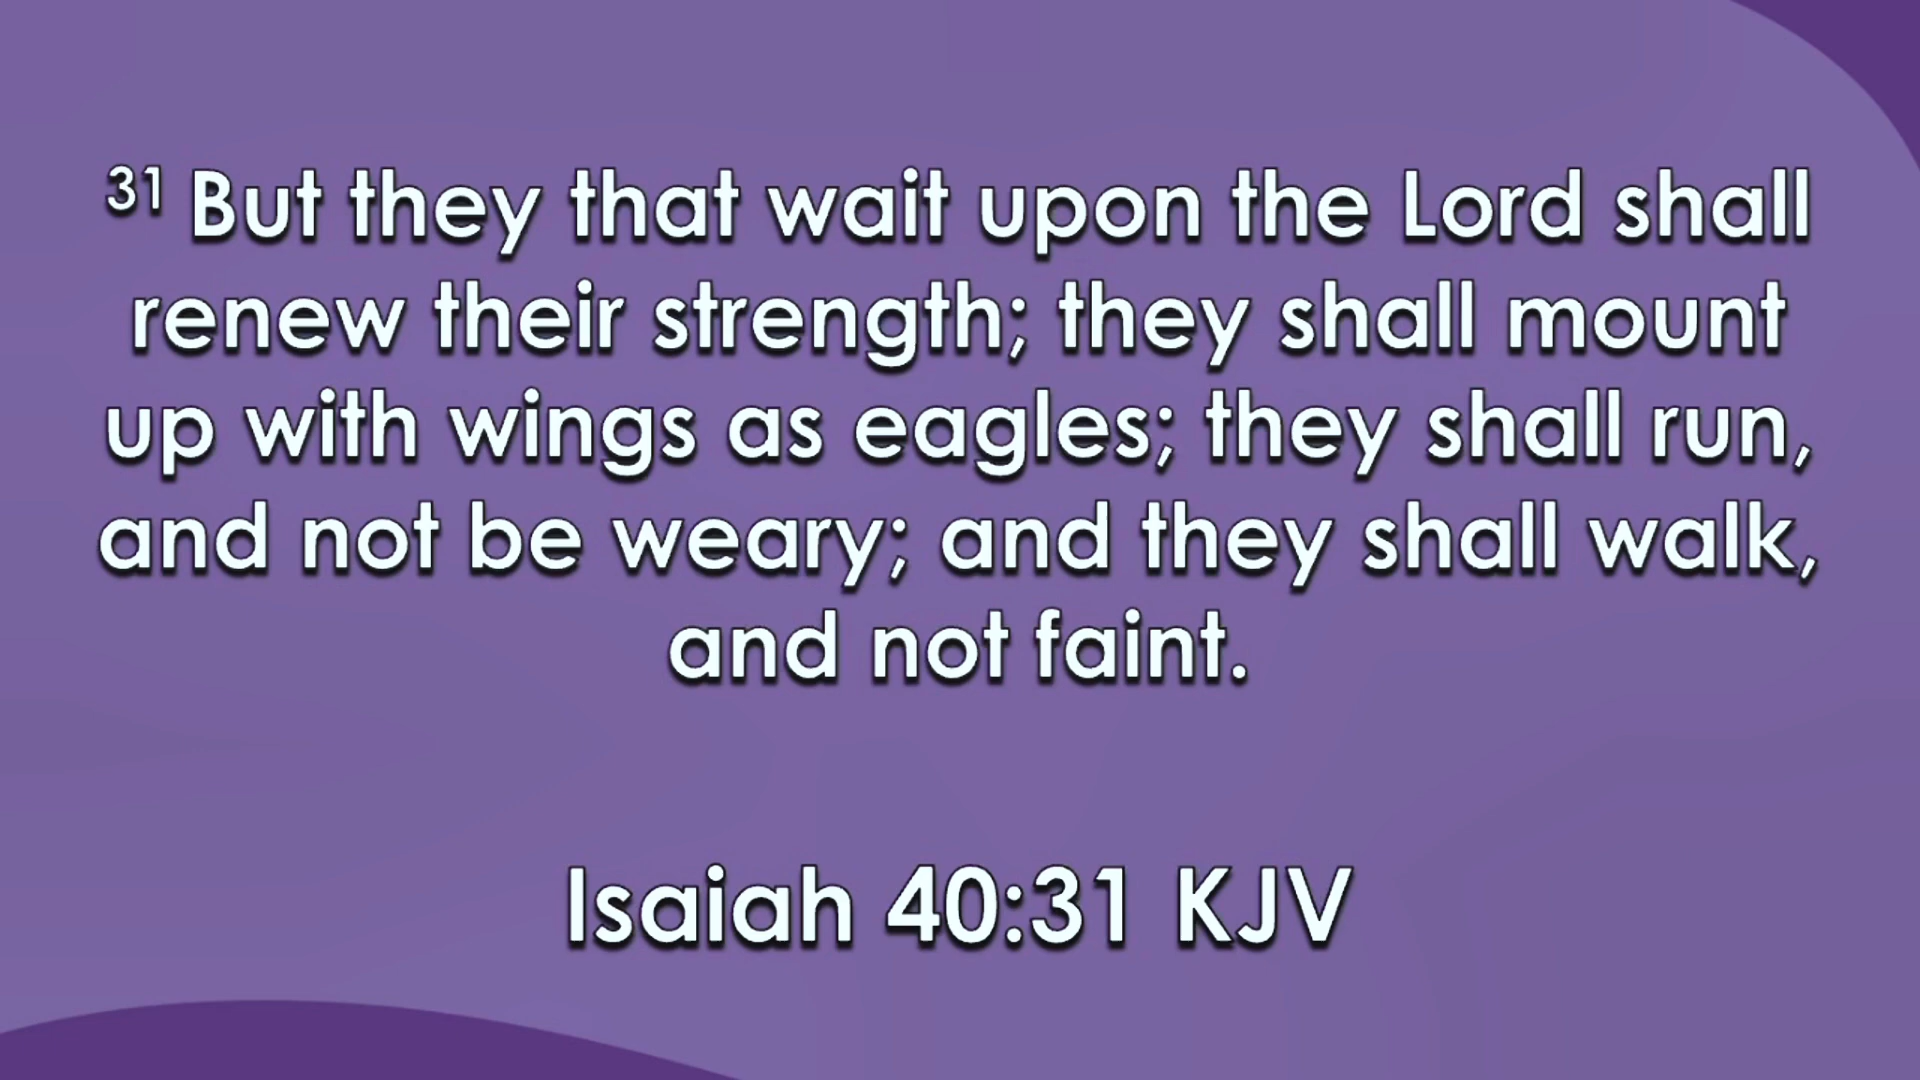 31 But they that wait upon the Lord shall
renew their strength; they shall mount
up with wings as eagles; they shall run,
and not be weary; and they shall walk,
and not faint.
Isaiah 40:31 KJV